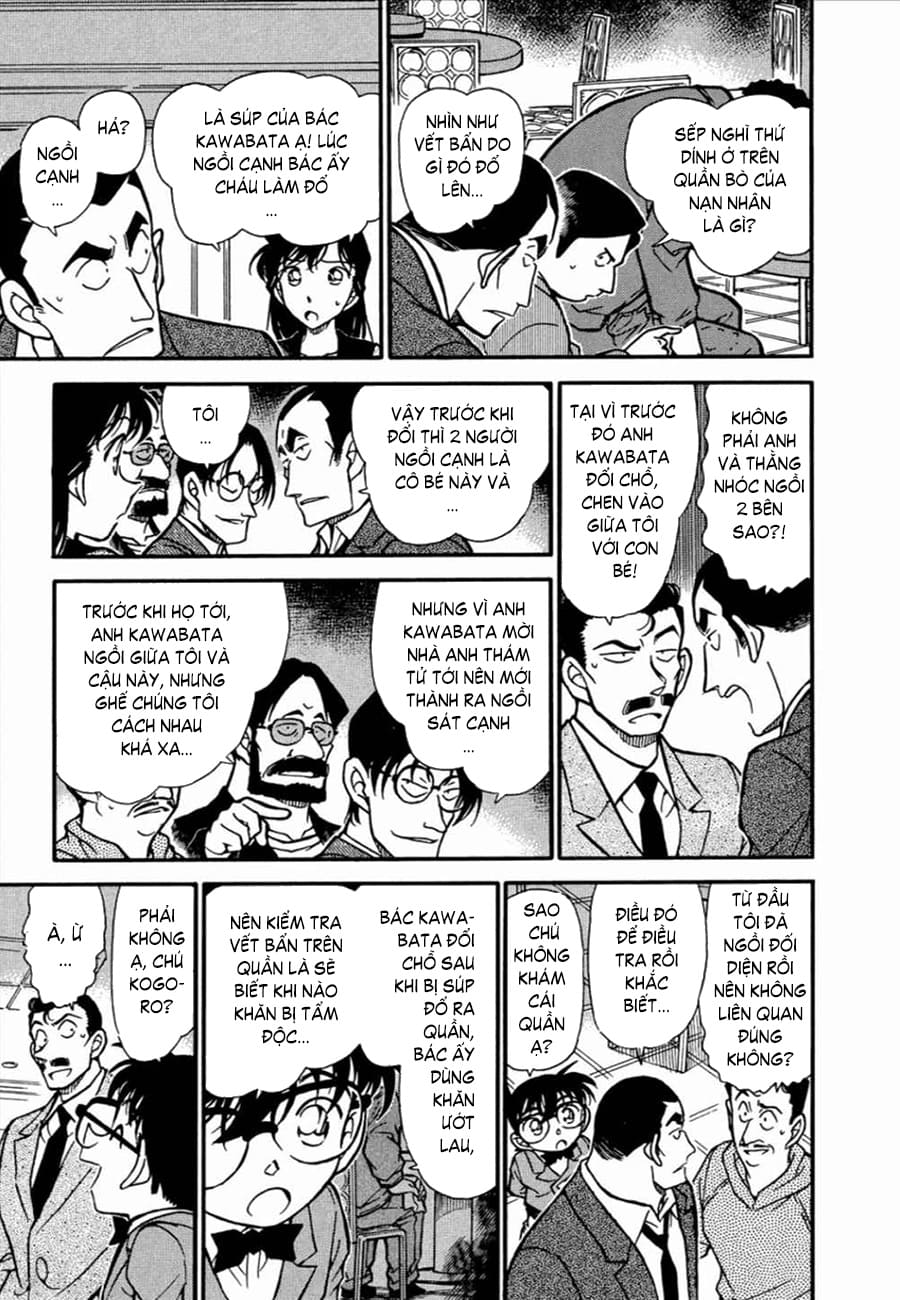 SẾP NGHĨ THỨ
DÍNH Ở TRÊN
QUẦN BÒ CỦA
NẠN NHÂN
LÀ GÌ?
NHÌN NHƯ
VẾT BẨN DO
GÌ ĐÓ ĐỔ
LÊN...
LÀ SÚP CỦA BÁC
KAWABATA Ạ! LÚC
NGỒI CẠNH BÁC ẤY
CHÁU LÀM ĐỔ
...
HẢ?
NGỒI
CẠNH
...
KHÔNG
PHẢI ANH
VÀ THẰNG
NHÓC NGỒI
2 BÊN
SAO?!
TẠI VÌ TRƯỚC
ĐÓ ANH
KAWABATA
ĐỔI CHỖ,
CHEN VÀO
GIỮA TÔI
VỚI CON
BÉ!
VẬY TRƯỚC KHI
ĐỔI THÌ 2 NGƯỜI
NGỒI CẠNH LÀ
CÔ BÉ NÀY VÀ
...
TÔI
...
NHƯNG VÌ ANH
KAWABATA MỜI
NHÀ ANH THÁM
TỬ TỚI NÊN MỚI
THÀNH RA NGỒI
SÁT CẠNH
...
TRƯỚC KHI HỌ TỚI,
ANH KAWABATA
NGỒI GIỮA TÔI VÀ
CẬU NÀY, NHƯNG
GHẾ CHÚNG TÔI
CÁCH NHAU
KHÁ XA...
TỪ ĐẦU
TÔI ĐÃ
NGỒI ĐỐI
DIỆN RỒI
NÊN KHÔNG
LIÊN QUAN
ĐÚNG
KHÔNG?
ĐIỀU ĐÓ
ĐỂ ĐIỀU
TRA RỒI
KHẮC
BIẾT...
SAO
CHÚ
KHÔNG
KHÁM
CÁI
QUẦN
Ạ?
BÁC KAWA-
BATA ĐỔI
CHỖ SAU
KHI BỊ SÚP
ĐỔ RA
QUẦN,
BÁC ẤY
DÙNG
KHĂN
ƯỚT
LAU,
NÊN KIỂM TRA
VẾT BẨN TRÊN
QUẦN LÀ SẼ
BIẾT KHI NÀO
KHĂN BỊ TẨM
ĐỘC...
PHẢI
KHÔNG
Ạ, CHÚ
KOGO-
RO?
À, Ừ
...